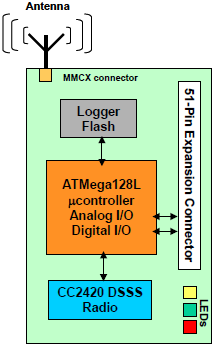 Antenna
MMCX connector
Logger
Flash
ATMega128L
μcontroller
Analog I/O
Digital I/O
51-Pin Expansion Connector
CC2420 DSSS
Radio
LEDs